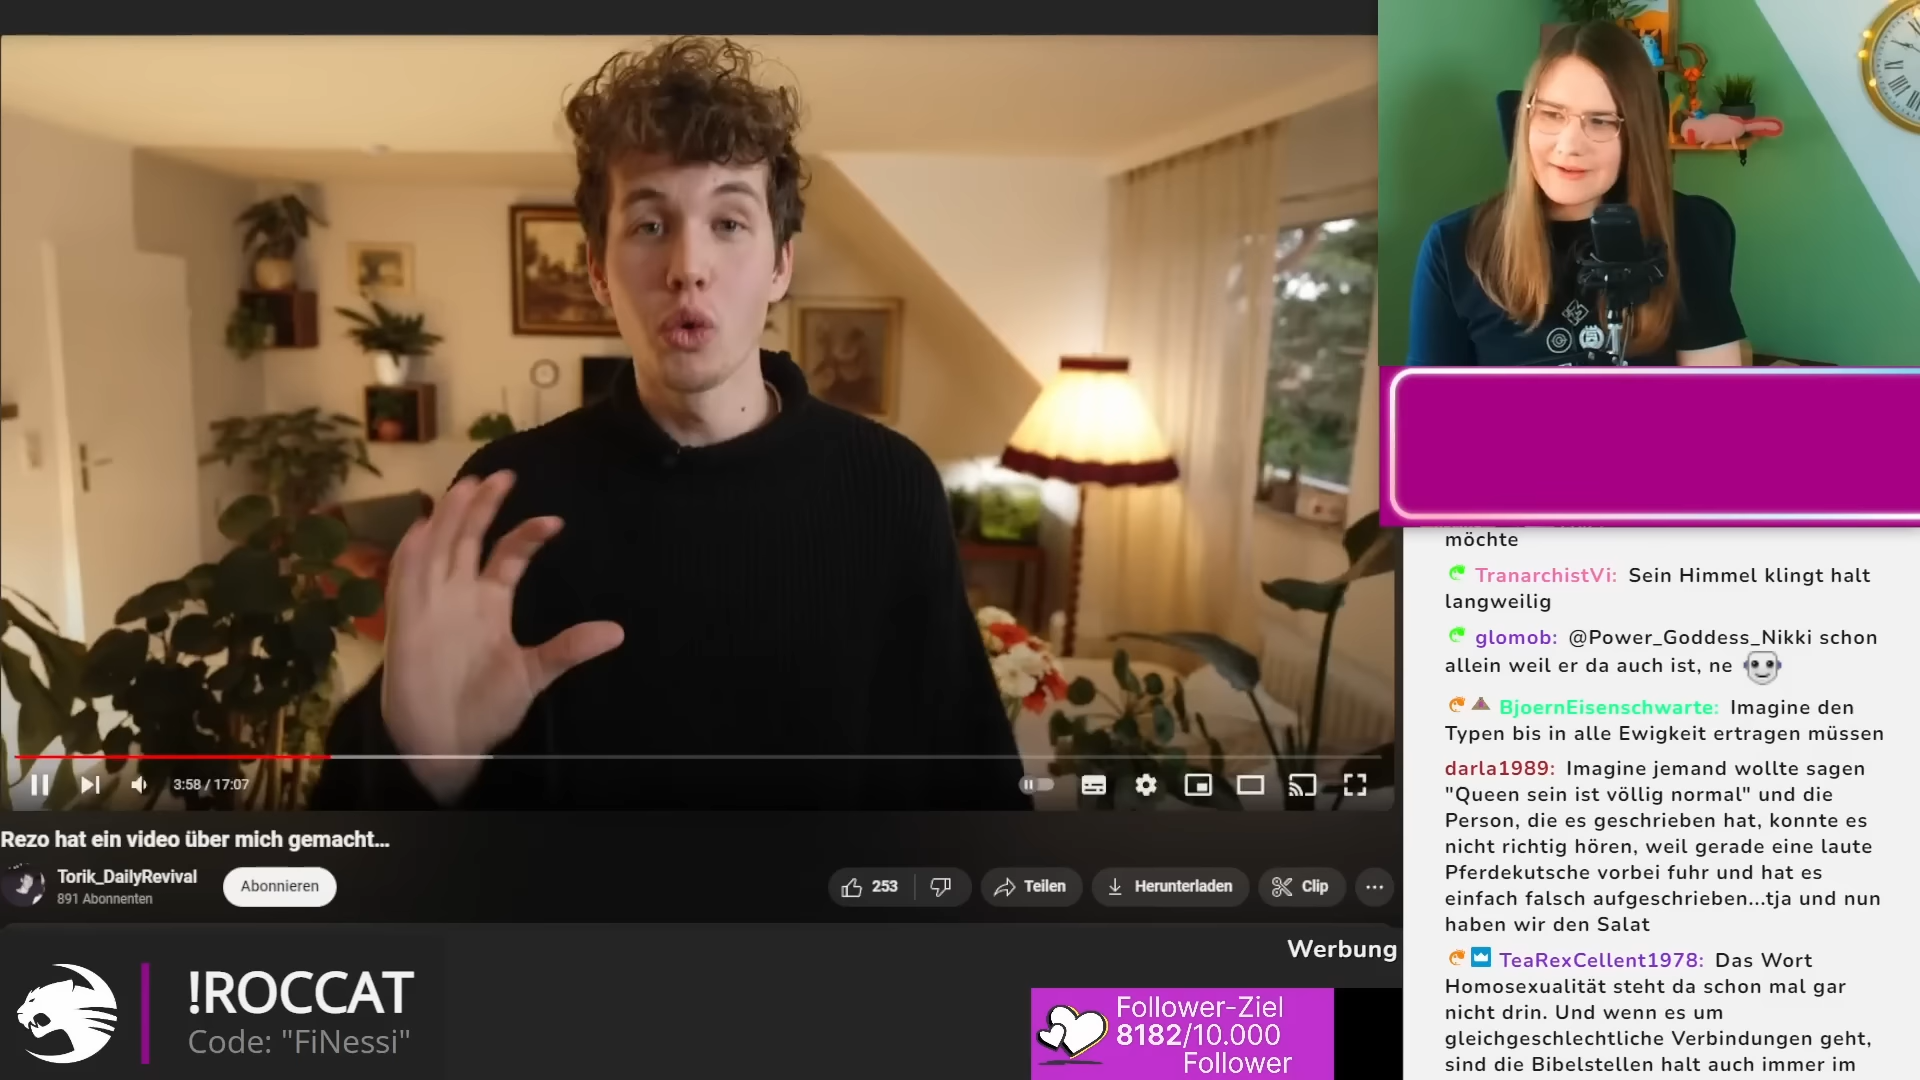 3:58 / 17:07
Rezo hat ein video über mich gemacht...
Torik_DailyRevival
891 Abonnenten
Abonnieren
253
Teilen
Herunterladen
Clip
Werbung
!ROCCAT
Code: "FiNessi"
Follower-Ziel
8182/10.000
Follower
möchte
TranarchistVi: Sein Himmel klingt halt
langweilig
glomob: @Power_Goddess_Nikki schon
allein weil er da auch ist, ne
BjoernEisenschwarte: Imagine den
Typen bis in alle Ewigkeit ertragen müssen
darla1989: Imagine jemand wollte sagen
"Queen sein ist völlig normal" und die
Person, die es geschrieben hat, konnte es
nicht richtig hören, weil gerade eine laute
Pferdekutsche vorbei fuhr und hat es
einfach falsch aufgeschrieben...tja und nun
haben wir den Salat
TeaRexCellent1978: Das Wort
Homosexualität steht da schon mal gar
nicht drin. Und wenn es um
gleichgeschlechtliche Verbindungen geht,
sind die Bibelstellen halt auch immer im